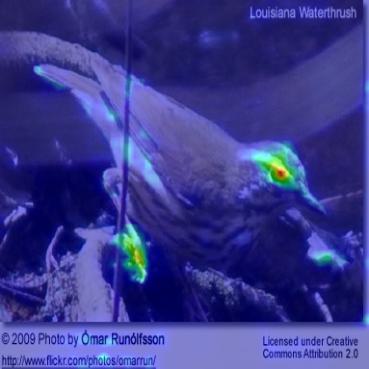 Louisiana Waterthrush
© 2009 Photo by Ómar Runólfsson
http://www.flickr.com/photos/omarrun/
Licensed under Creative
Commons Attribution 2.0